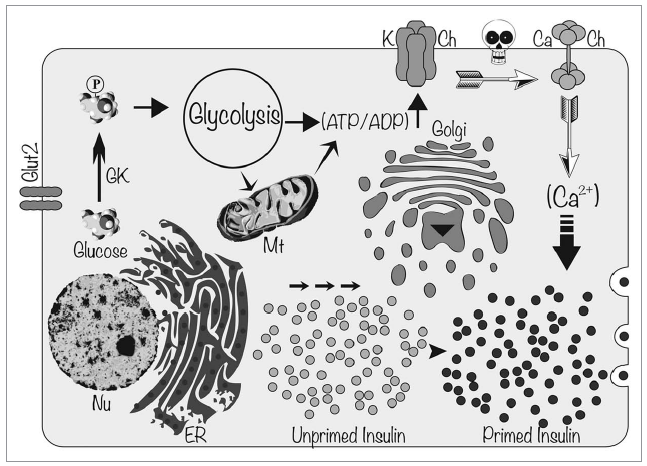 K Ch
Ca Ch
P
Glycolysis
(ATP/ADP)
Golgi
Glut2
GK
(Ca²⁺)
Glucose
Mt
Nu
ER
Unprimed Insulin
Primed Insulin